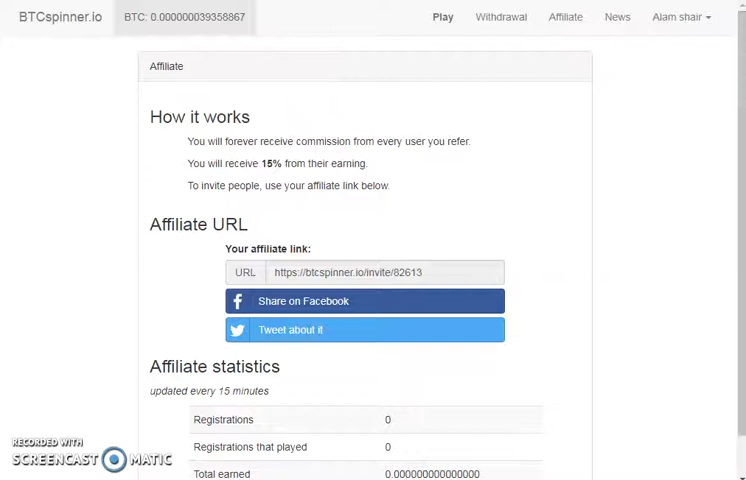 BTCspinner.io BTC: 0.000000039358867 Play Withdrawal Affiliate News Alam shair
Affiliate
How it works
You will forever receive commission from every user you refer.
You will receive 15% from their earning.
To invite people, use your affiliate link below.
Affiliate URL
Your affiliate link:
URL https://btcspinner.io/invite/82613
Share on Facebook
Tweet about it
Affiliate statistics
updated every 15 minutes
Registrations 0
Registrations that played 0
Total earned 0.000000000000000
RECORDED WITH
SCREENCAST MATIC